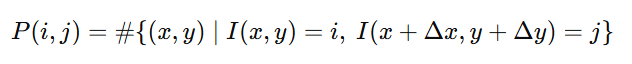 P(i, j) = #{(x, y) | I(x, y) = i, I(x + Δx, y + Δy) = j}